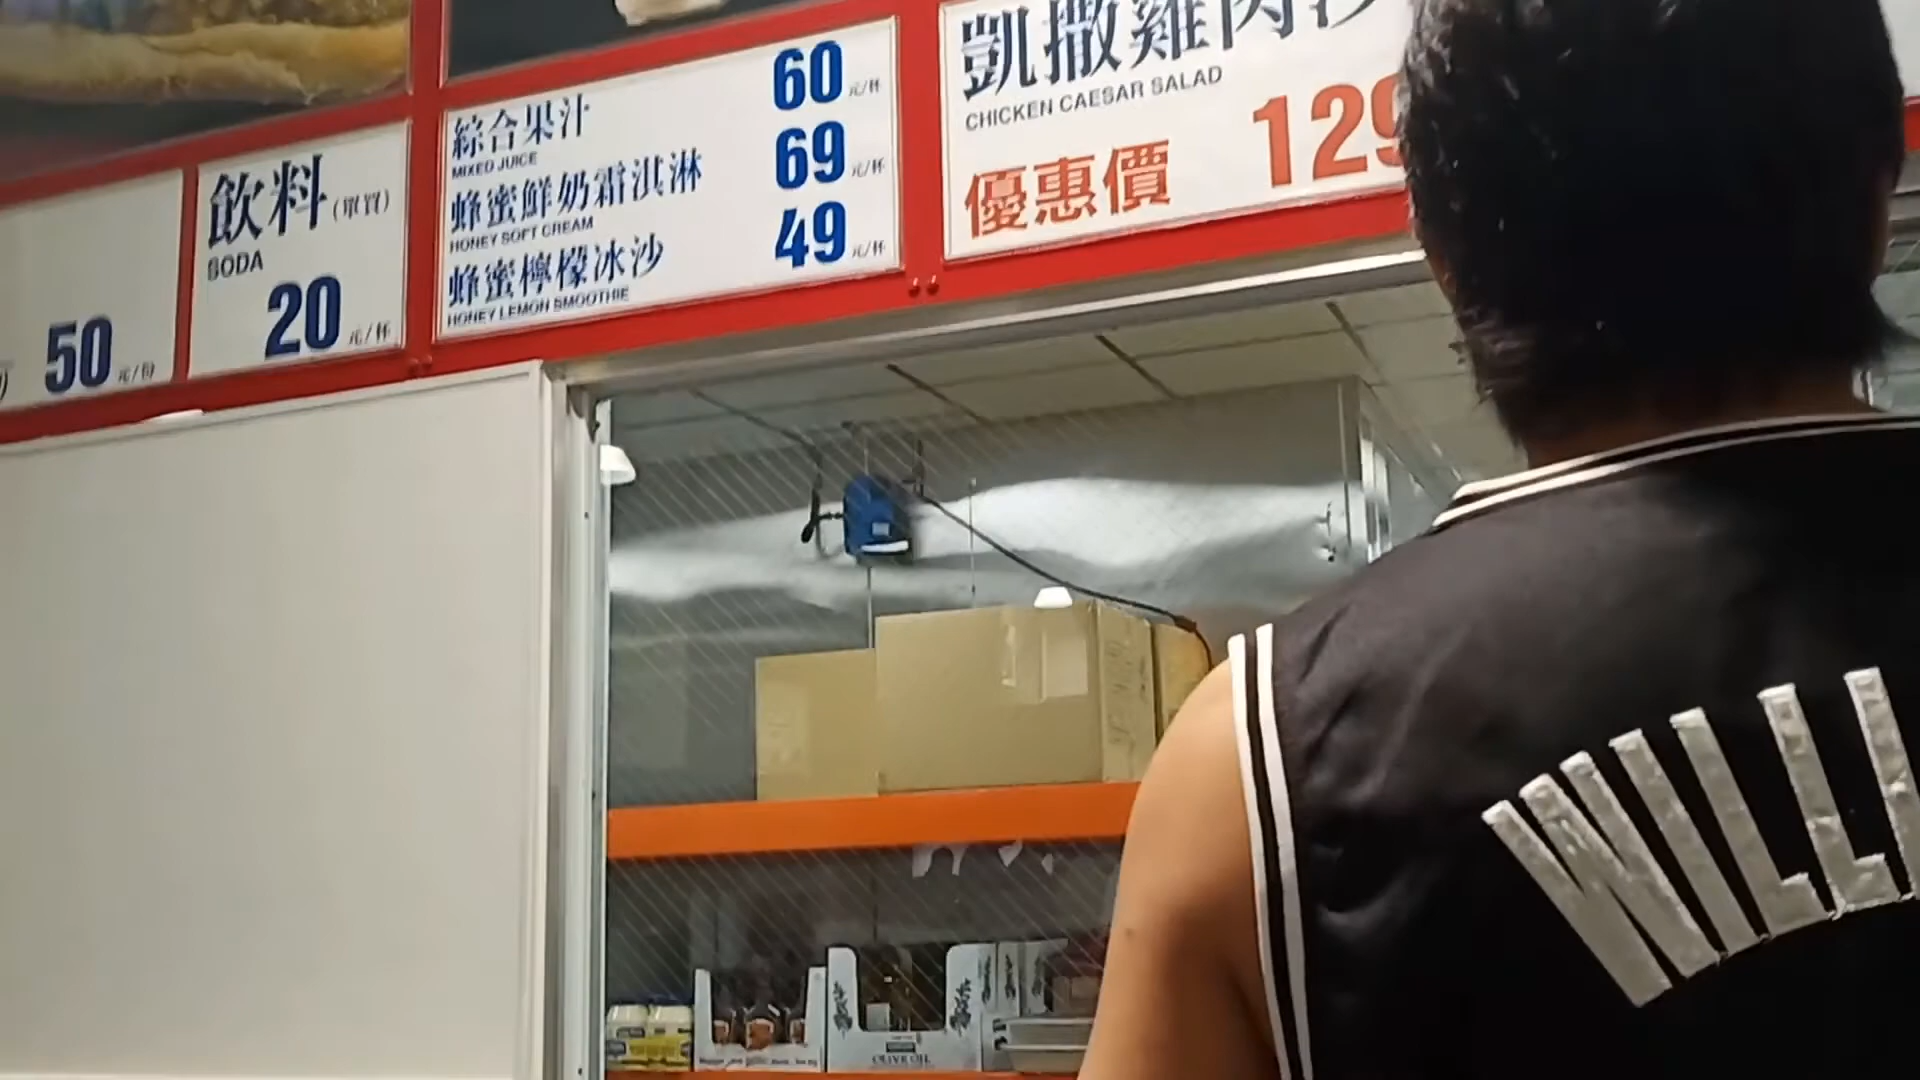 50 元/份
飲料(單買)
SODA
20 元/杯
綜合果汁 60 元/杯
MIXED JUICE
蜂蜜鮮奶霜淇淋 69 元/杯
HONEY SOFT CREAM
蜂蜜檸檬冰沙 49 元/杯
HONEY LEMON SMOOTHIE
凱撒雞肉沙
CHICKEN CAESAR SALAD
優惠價 129
WILLI
OLIVE OIL